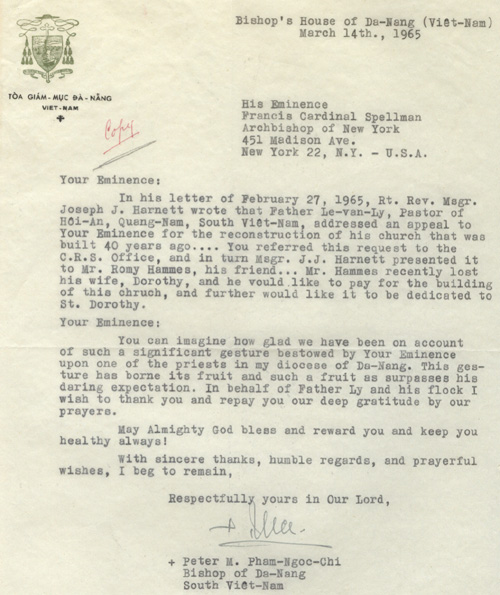 Bishop's House of Da-Nang (Viêt-Nam)
March 14th., 1965
TÒA GIÁM-MỤC ĐÀ-NẴNG
VIET-NAM
Copy
His Eminence
Francis Cardinal Spellman
Archbishop of New York
451 Madison Ave.
New York 22, N.Y. - U.S.A.
Your Eminence:
In his letter of February 27, 1965, Rt. Rev. Msgr.
Joseph J. Harnett wrote that Father Le-van-Ly, Pastor of
Hôi-An, Quang-Nam, South Viêt-Nam, addressed an appeal to
Your Eminence for the reconstruction of his church that was
built 40 years ago.... You referred this request to the
C.R.S. Office, and in turn Msgr. J.J. Harnett presented it
to Mr. Romy Hammes, his friend... Mr. Hammes recently lost
his wife, Dorothy, and he vould like to pay for the building
of this chruch, and further would like it to be dedicated to
St. Dorothy.
Your Eminence:
You can imagine how glad we have been on account
of such a significant gesture bestowed by Your Eminence
upon one of the priests in my diocese of Da-Nang. This ges-
ture has borne its fruit and such a fruit as surpasses his
daring expectation. In behalf of Father Ly and his flock I
wish to thank you and repay you our deep gratitude by our
prayers.
May Almighty God bless and reward you and keep you
healthy always!
With sincere thanks, humble regards, and prayerful
wishes, I beg to remain,
Respectfully yours in Our Lord,
+ Peter M. Pham-Ngoc-Chi
Bishop of Da-Nang
South Viêt-Nam